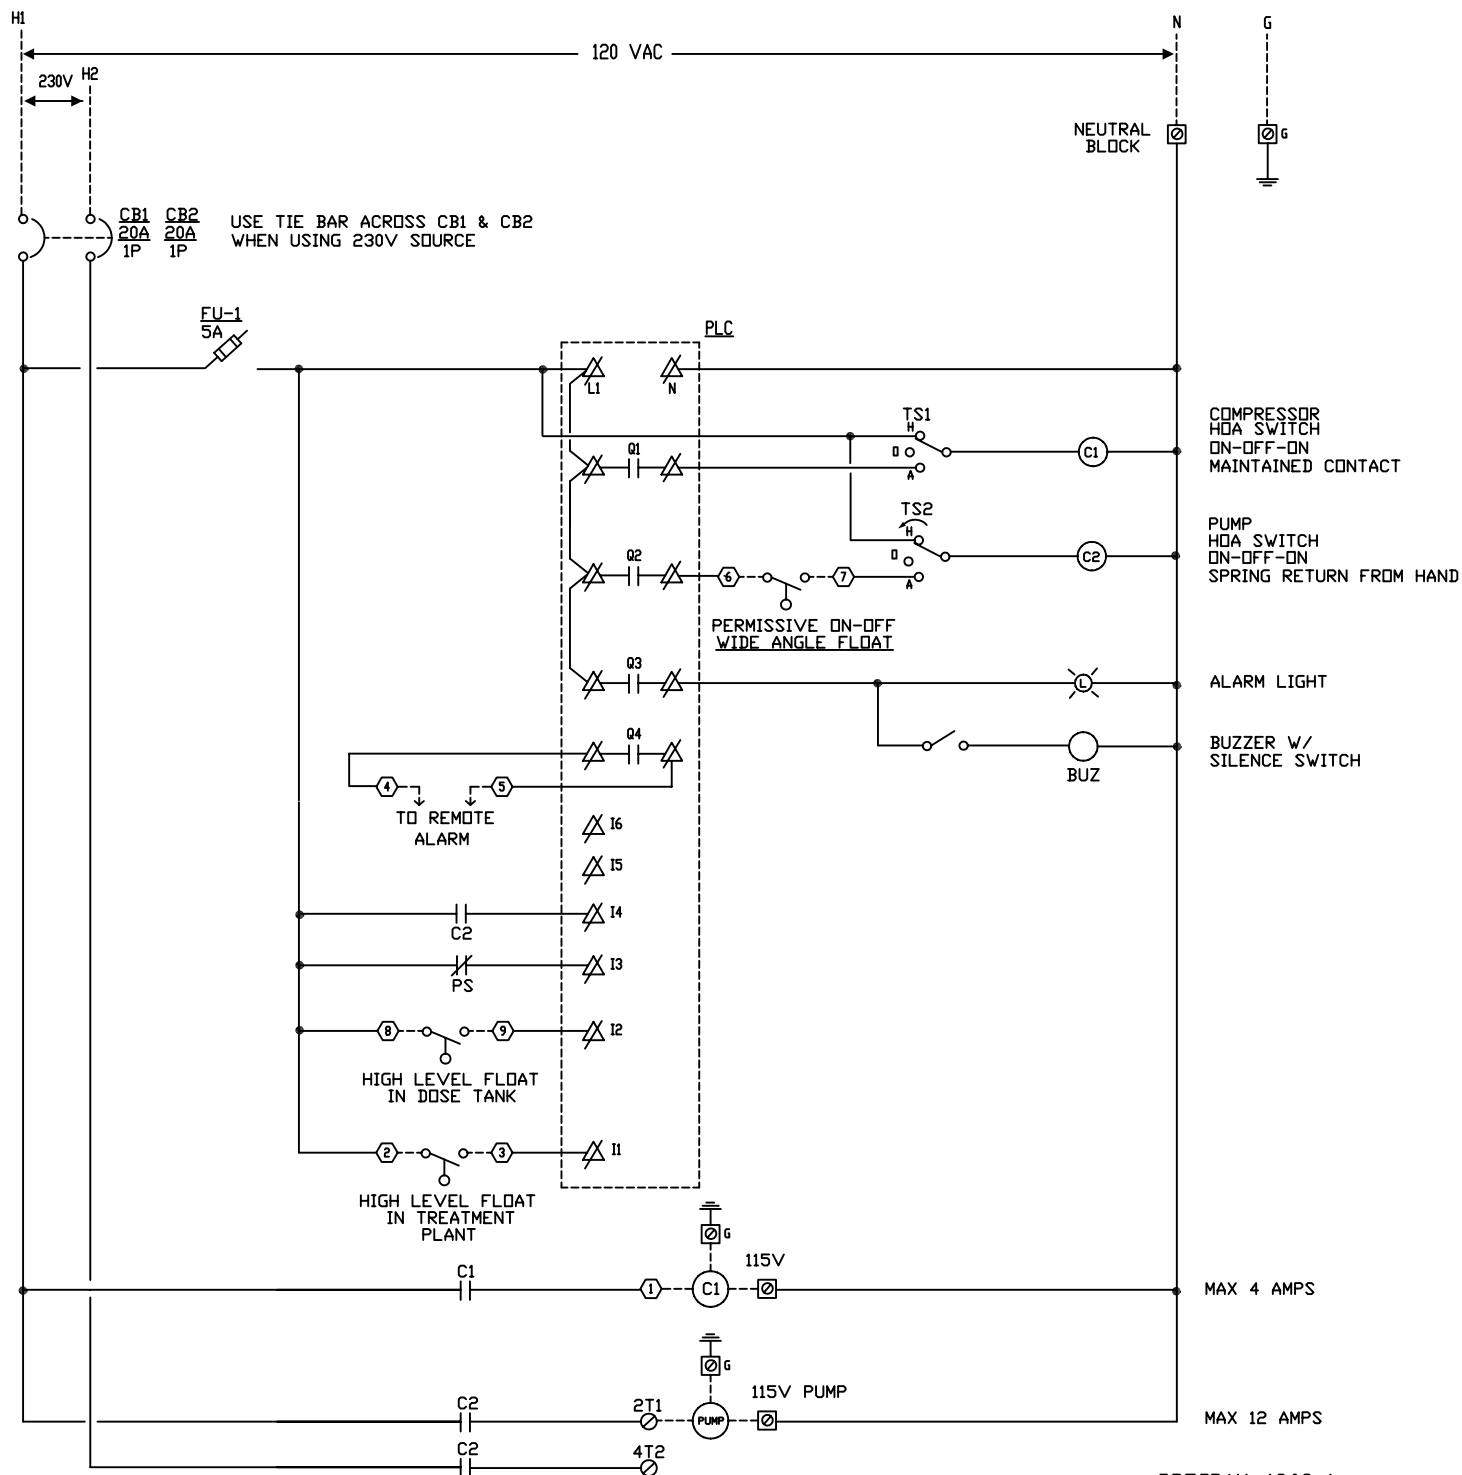 H1
N
G
120 VAC
230V
H2
NEUTRAL
BLOCK
G
CB1 CB2
20A 20A
1P 1P
USE TIE BAR ACROSS CB1 & CB2
WHEN USING 230V SOURCE
FU-1
5A
PLC
L1
N
TS1
H
O
A
C1
COMPRESSOR
HOA SWITCH
ON-OFF-ON
MAINTAINED CONTACT
Q1
TS2
H
O
A
C2
PUMP
HOA SWITCH
ON-OFF-ON
SPRING RETURN FROM HAND
Q2
6
7
PERMISSIVE ON-OFF
WIDE ANGLE FLOAT
Q3
L
ALARM LIGHT
Q4
BUZ
BUZZER W/
SILENCE SWITCH
4
5
TO REMOTE
ALARM
I6
I5
I4
C2
I3
PS
8
9
I2
HIGH LEVEL FLOAT
IN DOSE TANK
2
3
I1
HIGH LEVEL FLOAT
IN TREATMENT
PLANT
G
115V
C1
1
C1
MAX 4 AMPS
G
115V PUMP
C2
2T1
PUMP
MAX 12 AMPS
C2
4T2